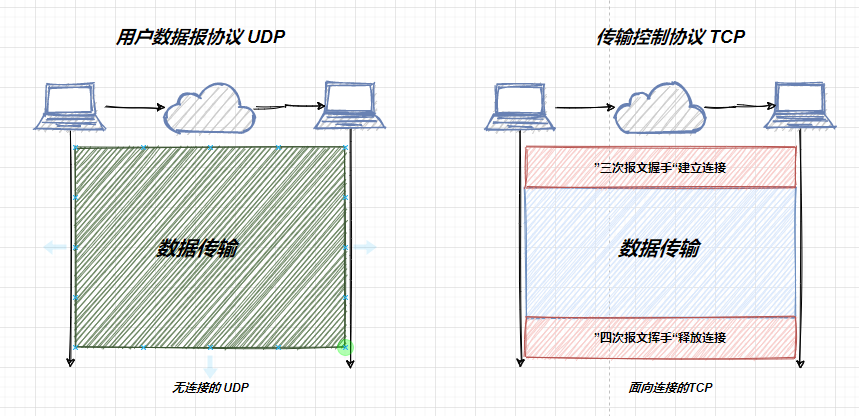 用户数据报协议 UDP
传输控制协议 TCP
"三次报文握手“建立连接
数据传输
数据传输
"四次报文挥手“释放连接
无连接的 UDP
面向连接的TCP